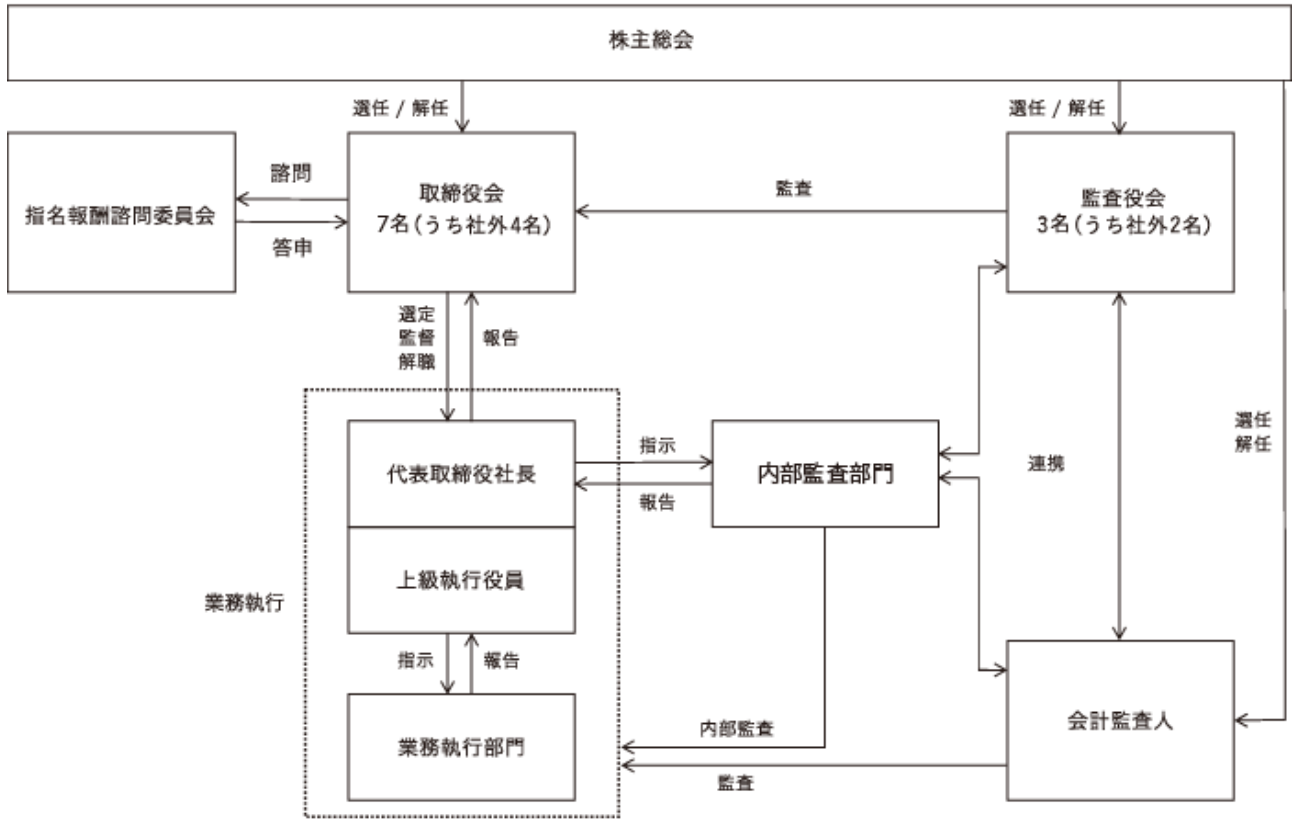 株主総会
選任 / 解任
選任 / 解任
指名報酬諮問委員会
諮問
答申
取締役会
7名(うち社外4名)
監査
監査役会
3名(うち社外2名)
選定
監督
解職
報告
選任
解任
代表取締役社長
指示
報告
内部監査部門
連携
上級執行役員
業務執行
指示
報告
業務執行部門
内部監査
監査
会計監査人